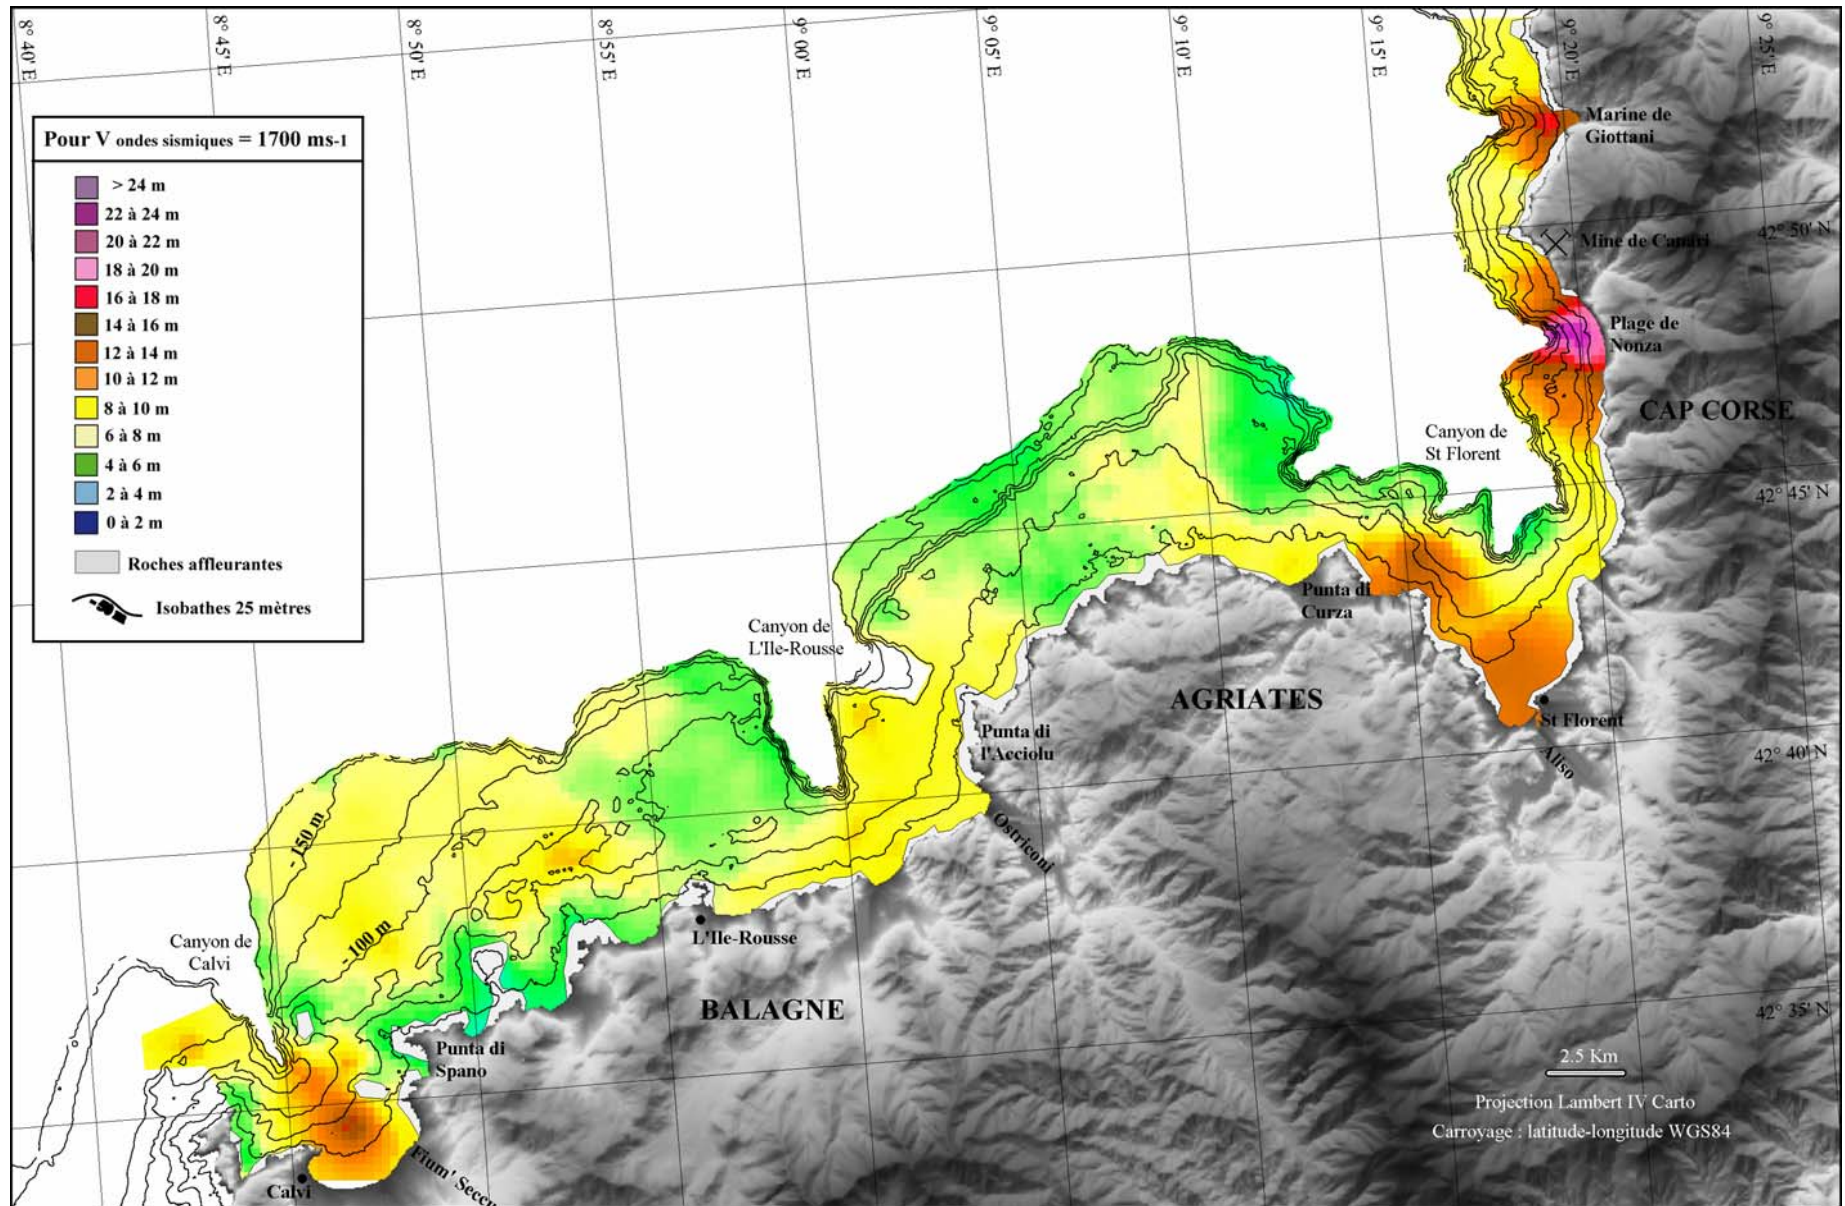 8° 40' E
8° 45' E
8° 50' E
8° 55' E
9° 00' E
9° 05' E
9° 10' E
9° 15' E
9° 20' E
9° 25' E
Pour V ondes sismiques = 1700 ms-1
> 24 m
22 à 24 m
20 à 22 m
18 à 20 m
16 à 18 m
14 à 16 m
12 à 14 m
10 à 12 m
8 à 10 m
6 à 8 m
4 à 6 m
2 à 4 m
0 à 2 m
Roches affleurantes
Isobathes 25 mètres
Marine de
Giottani
42° 50' N
Mine de Canari
Plage de
Nonza
CAP CORSE
Canyon de
St Florent
42° 45' N
Punta di
Curza
Canyon de
L'Ile-Rousse
AGRIATES
St Florent
Punta di
l'Acciolu
42° 40' N
Aliso
- 150 m
Ostriconi
- 100 m
Canyon de
Calvi
L'Ile-Rousse
BALAGNE
42° 35' N
Punta di
Spano
2.5 Km
Projection Lambert IV Carto
Carroyage : latitude-longitude WGS84
Fium' Seccu
Calvi